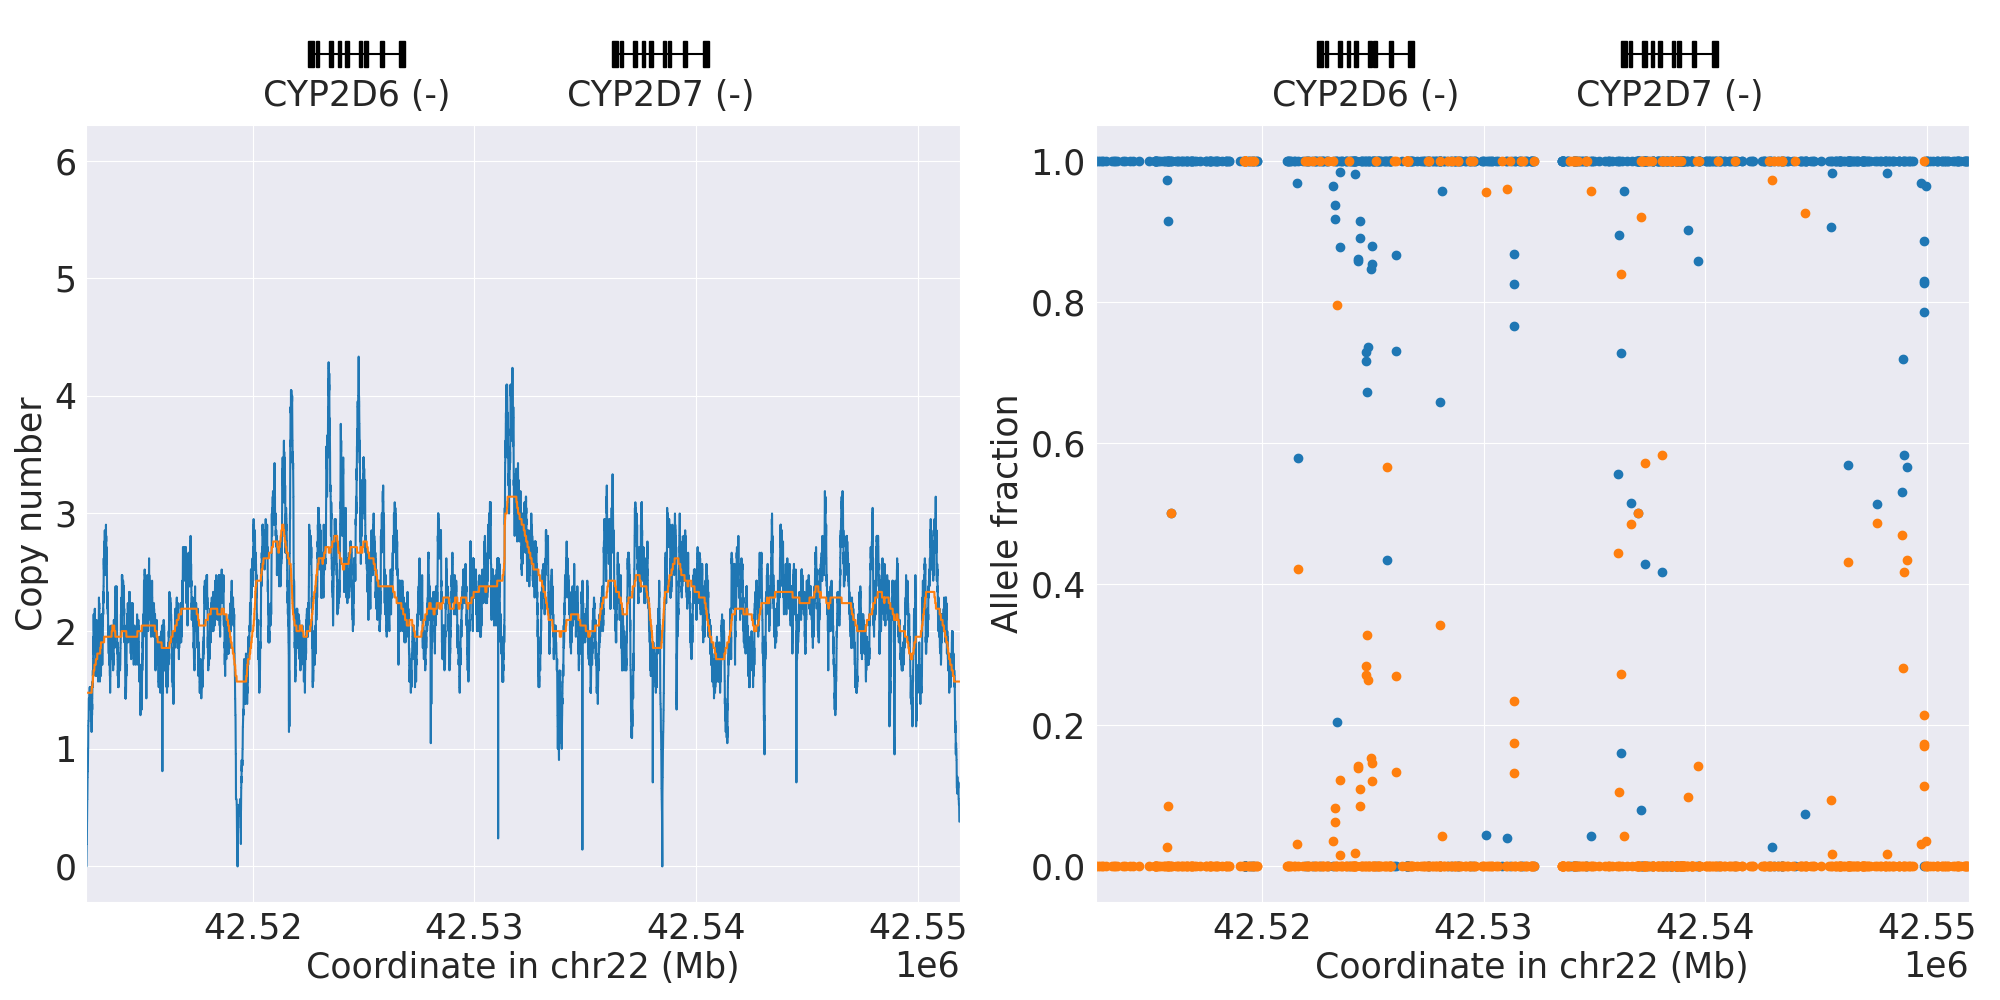 CYP2D6 (-) CYP2D7 (-)
6
5
4
3
2
1
0
Copy number
42.52 42.53 42.54 42.55
Coordinate in chr22 (Mb)
1e6
CYP2D6 (-) CYP2D7 (-)
1.0
0.8
0.6
0.4
0.2
0.0
Allele fraction
42.52 42.53 42.54 42.55
Coordinate in chr22 (Mb)
1e6